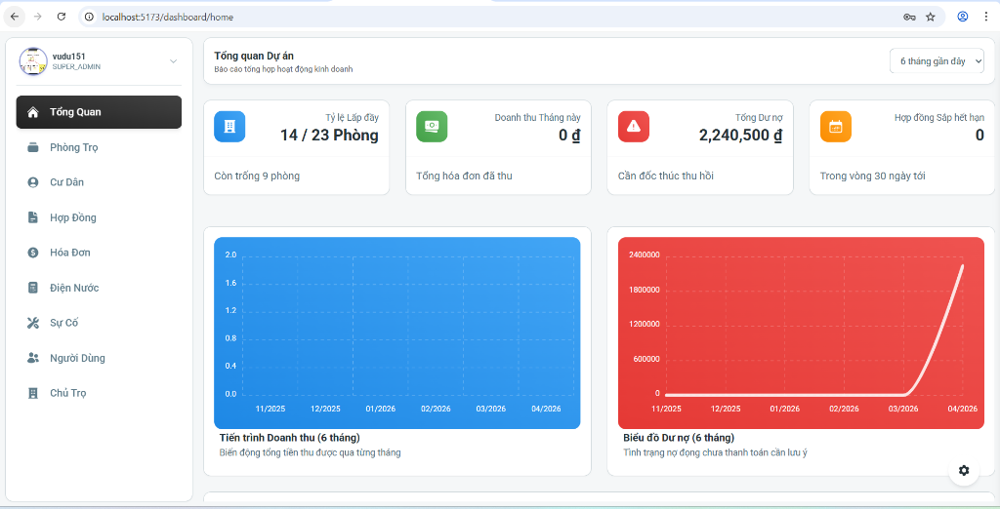 localhost:5173/dashboard/home
vudu151
SUPER_ADMIN
Tổng Quan
Phòng Trọ
Cư Dân
Hợp Đồng
Hóa Đơn
Điện Nước
Sự Cố
Người Dùng
Chủ Trọ
Tổng quan Dự án
Báo cáo tổng hợp hoạt động kinh doanh
6 tháng gần đây
Tỷ lệ Lấp đầy
14 / 23 Phòng
Còn trống 9 phòng
Doanh thu Tháng này
0 ₫
Tổng hóa đơn đã thu
Tổng Dư nợ
2,240,500 ₫
Cần đốc thúc thu hồi
Hợp đồng Sắp hết hạn
0
Trong vòng 30 ngày tới
2.0
1.6
1.2
0.8
0.4
0.0
11/2025 12/2025 01/2026 02/2026 03/2026 04/2026
Tiến trình Doanh thu (6 tháng)
Biến động tổng tiền thu được qua từng tháng
2400000
1800000
1200000
600000
0
11/2025 12/2025 01/2026 02/2026 03/2026 04/2026
Biểu đồ Dư nợ (6 tháng)
Tình trạng nợ đọng chưa thanh toán cần lưu ý